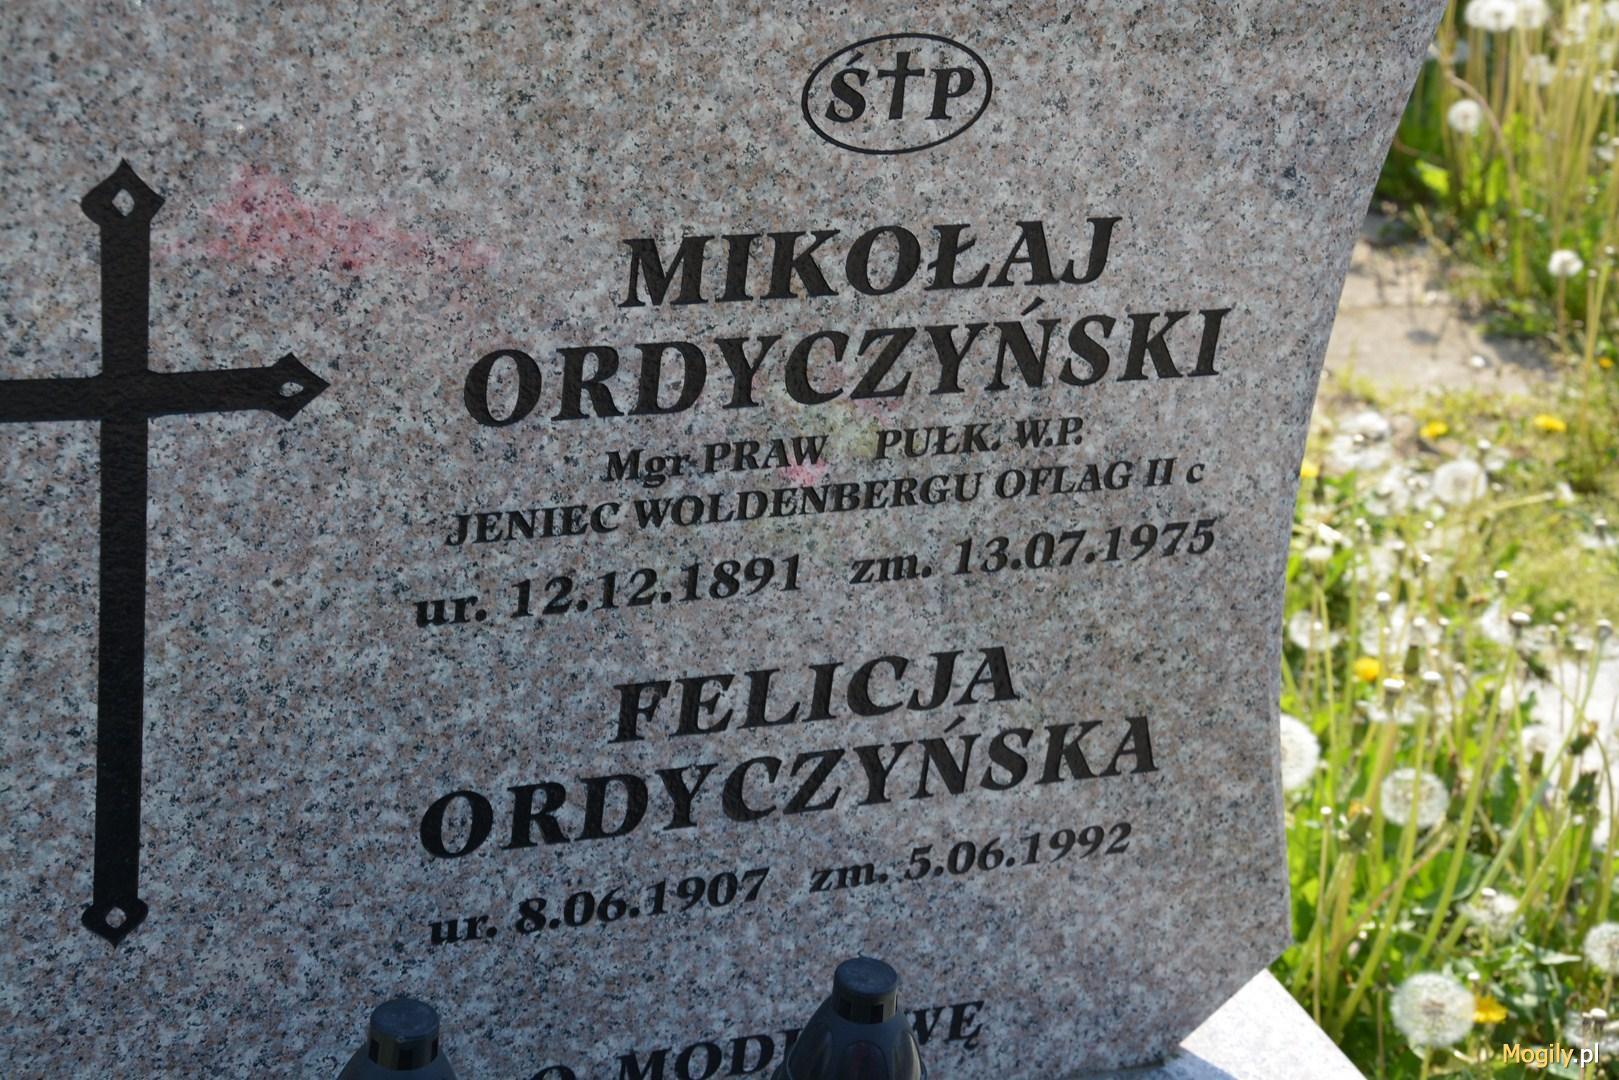 Ś†P
MIKOŁAJ
ORDYCZYŃSKI
Mgr PRAW PUŁK. W.P.
JENIEC WOLDENBERGU OFLAG II c
ur. 12.12.1891 zm. 13.07.1975
FELICJA
ORDYCZYŃSKA
ur. 8.06.1907 zm. 5.06.1992
Mogily.pl